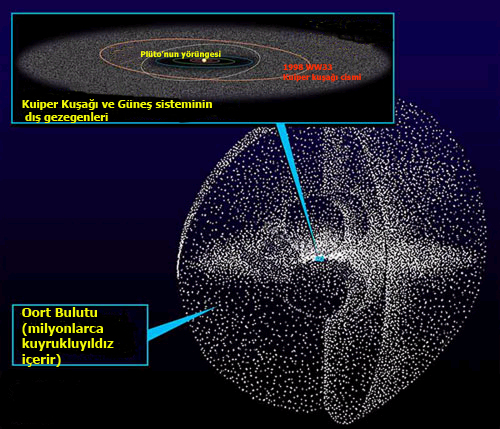 Plüto'nun yörüngesi
Kuiper kuşağı cismi
Kuiper Kuşağı ve Güneş sisteminin
dış gezegenleri
Oort Bulutu
(milyonlarca
kuyrukluyıldız
içerir)